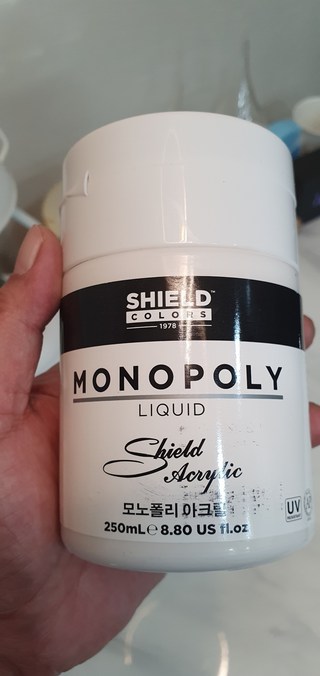 SHIELD™
COLORS
1978
MONOPOLY
LIQUID
Shield
Acrylic
모노폴리 아크릴
250mL℮ 8.80 US fl.oz
UV